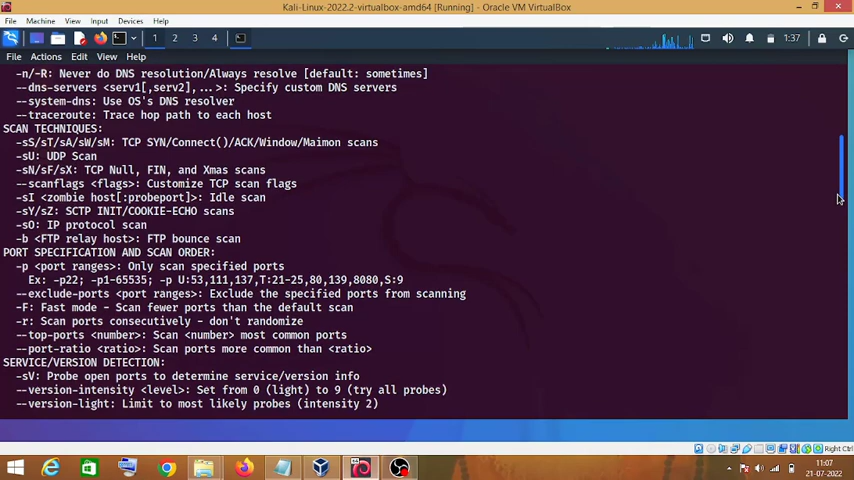 Kali-Linux-2022.2-virtualbox-amd64 [Running] - Oracle VM VirtualBox
File Machine View Input Devices Help
1 2 3 4 1:37
File Actions Edit View Help
-n/-R: Never do DNS resolution/Always resolve [default: sometimes]
--dns-servers <serv1[,serv2],...>: Specify custom DNS servers
--system-dns: Use OS's DNS resolver
--traceroute: Trace hop path to each host
SCAN TECHNIQUES:
-sS/sT/sA/sW/sM: TCP SYN/Connect()/ACK/Window/Maimon scans
-sU: UDP Scan
-sN/sF/sX: TCP Null, FIN, and Xmas scans
--scanflags <flags>: Customize TCP scan flags
-sI <zombie host[:probeport]>: Idle scan
-sY/sZ: SCTP INIT/COOKIE-ECHO scans
-sO: IP protocol scan
-b <FTP relay host>: FTP bounce scan
PORT SPECIFICATION AND SCAN ORDER:
-p <port ranges>: Only scan specified ports
Ex: -p22; -p1-65535; -p U:53,111,137,T:21-25,80,139,8080,S:9
--exclude-ports <port ranges>: Exclude the specified ports from scanning
-F: Fast mode - Scan fewer ports than the default scan
-r: Scan ports consecutively - don't randomize
--top-ports <number>: Scan <number> most common ports
--port-ratio <ratio>: Scan ports more common than <ratio>
SERVICE/VERSION DETECTION:
-sV: Probe open ports to determine service/version info
--version-intensity <level>: Set from 0 (light) to 9 (try all probes)
--version-light: Limit to most likely probes (intensity 2)
Right Ctrl
11:07
21-07-2022